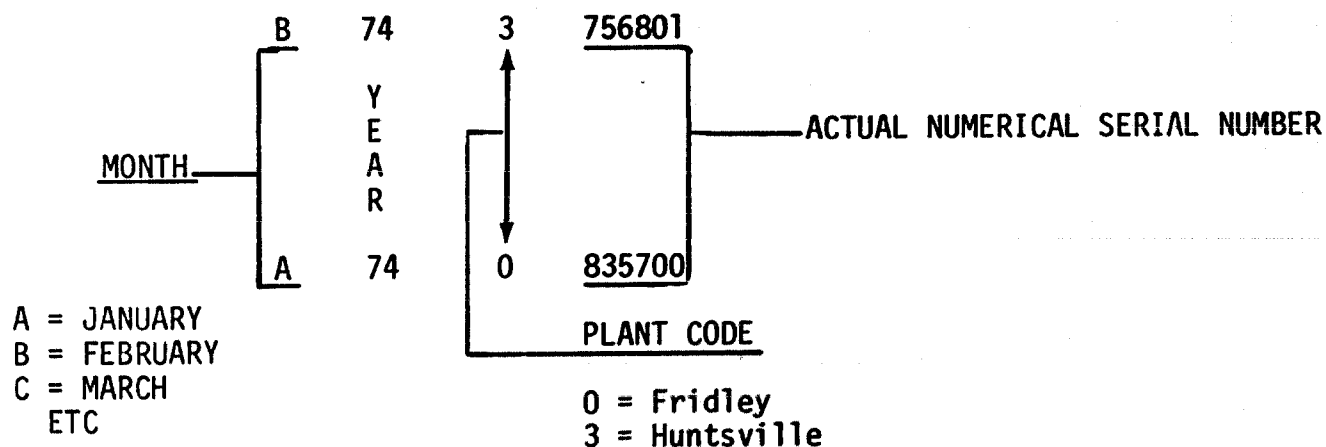 B 74 3 756801
YEAR
ACTUAL NUMERICAL SERIAL NUMBER
MONTH
A 74 0 835700
A = JANUARY
B = FEBRUARY
C = MARCH
ETC
PLANT CODE
0 = Fridley
3 = Huntsville